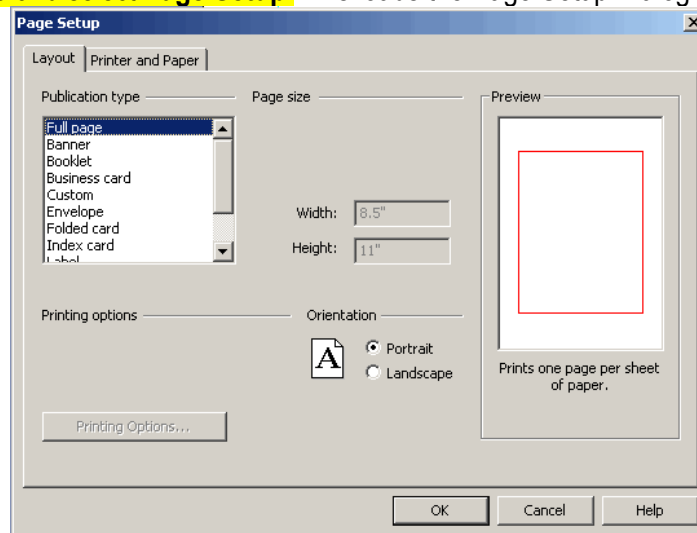 Page Setup
Layout Printer and Paper
Publication type
Full page
Banner
Booklet
Business card
Custom
Envelope
Folded card
Index card
Label
Page size
Width: 8.5"
Height: 11"
Printing options
Printing Options...
Orientation
A
Portrait
Landscape
Preview
Prints one page per sheet
of paper.
OK Cancel Help